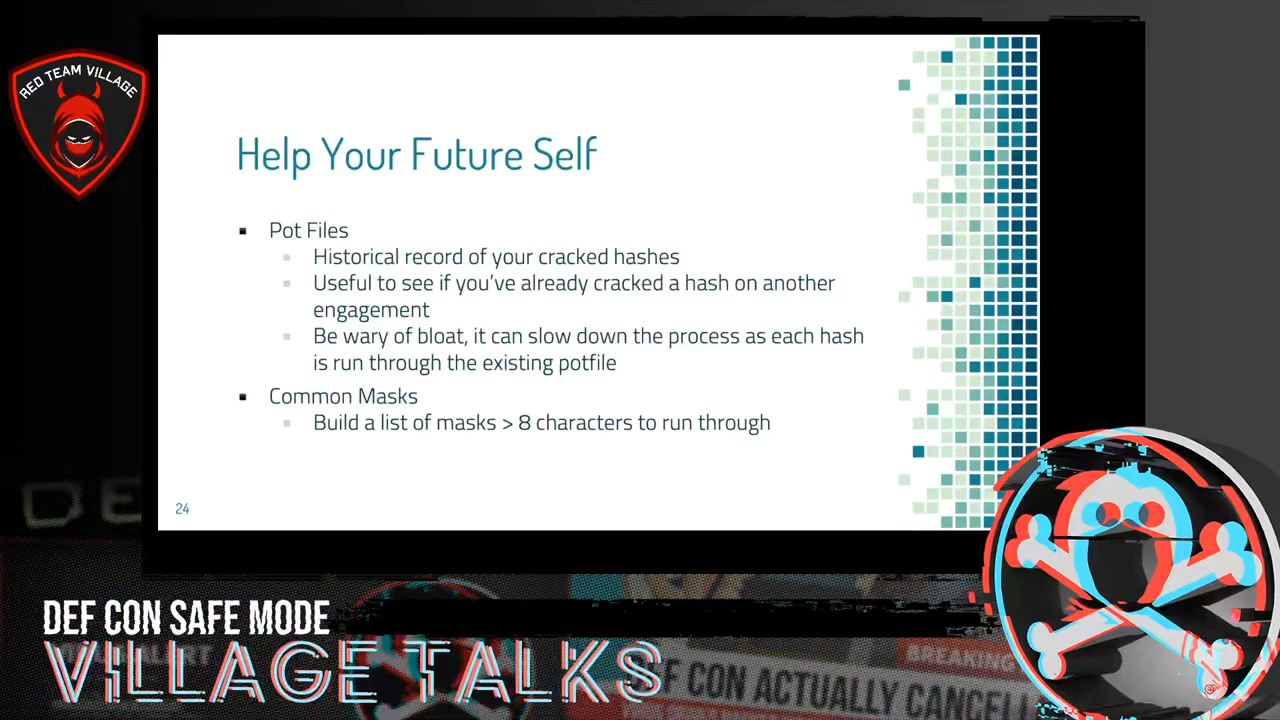 RED TEAM VILLAGE
Help Your Future Self
Pot Files
Historical record of your cracked hashes
Useful to see if you've already cracked a hash on another
engagement
Be wary of bloat, it can slow down the process as each hash
is run through the existing potfile
Common Masks
Build a list of masks > 8 characters to run through
24
DE
DEF CON SAFE MODE
VILLAGE TALKS
BREAKING
DEF CON ACTUALLY CANCELL